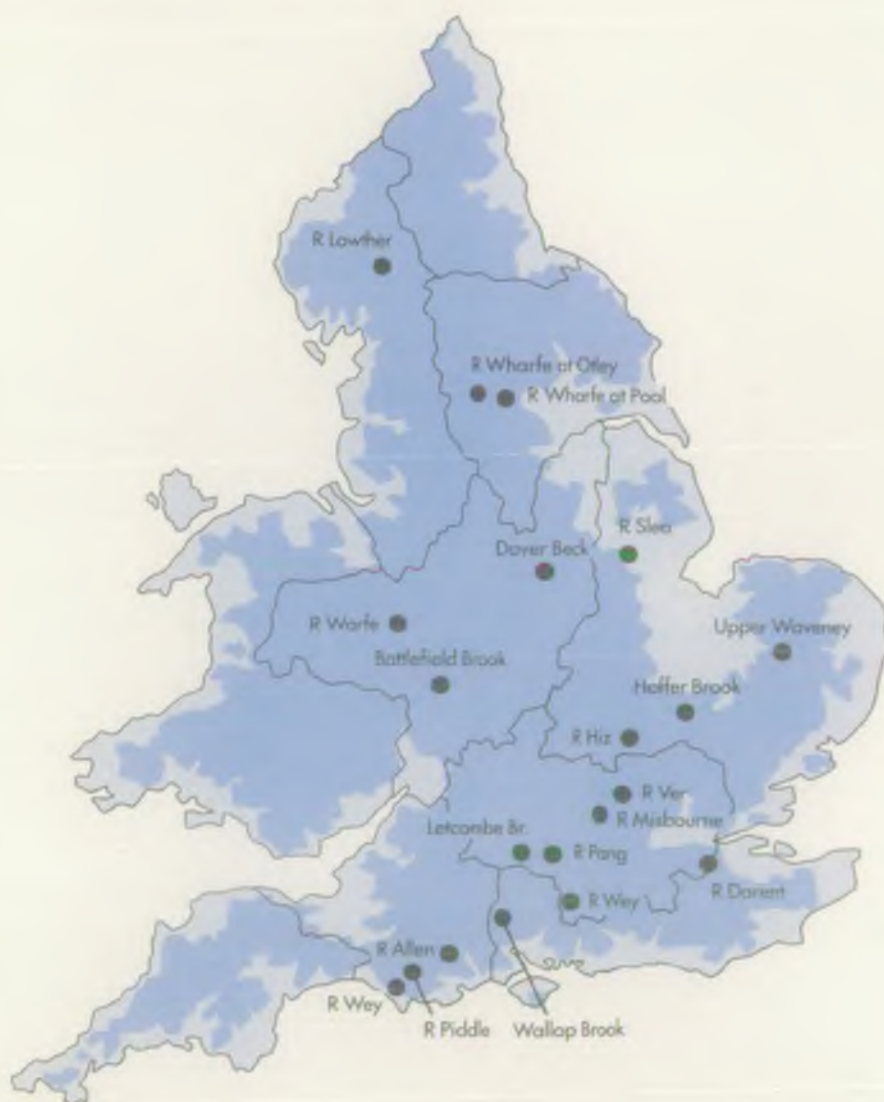 R Lowther
R Wharfe at Otley
R Wharfe at Pool
R Slea
Dover Beck
R Worfe
Upper Waveney
Battlefield Brook
Hoffer Brook
R Hiz
R Ver
R Misbourne
Letcombe Br.
R Pang
R Darent
R Wey
R Allen
R Wey
R Piddle
Wallop Brook